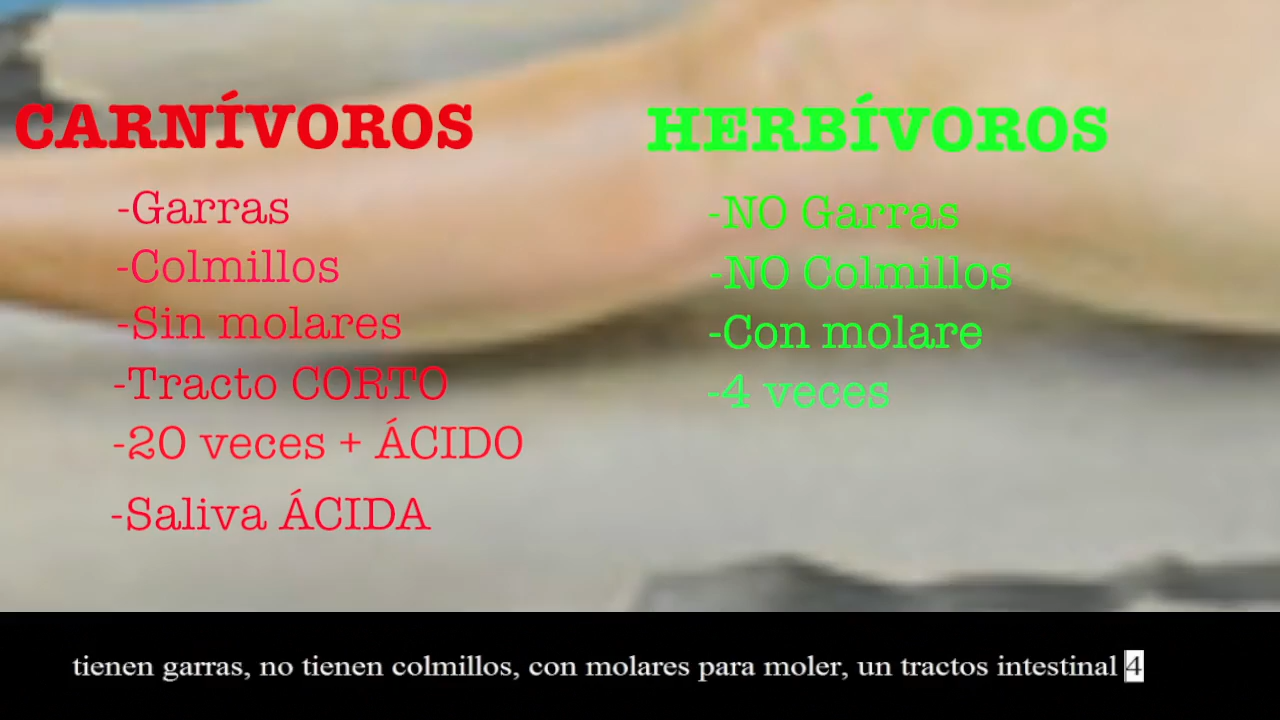 CARNÍVOROS
-Garras
-Colmillos
-Sin molares
-Tracto CORTO
-20 veces + ÁCIDO
-Saliva ÁCIDA
HERBÍVOROS
-NO Garras
-NO Colmillos
-Con molare
-4 veces
tienen garras, no tienen colmillos, con molares para moler, un tractos intestinal 4